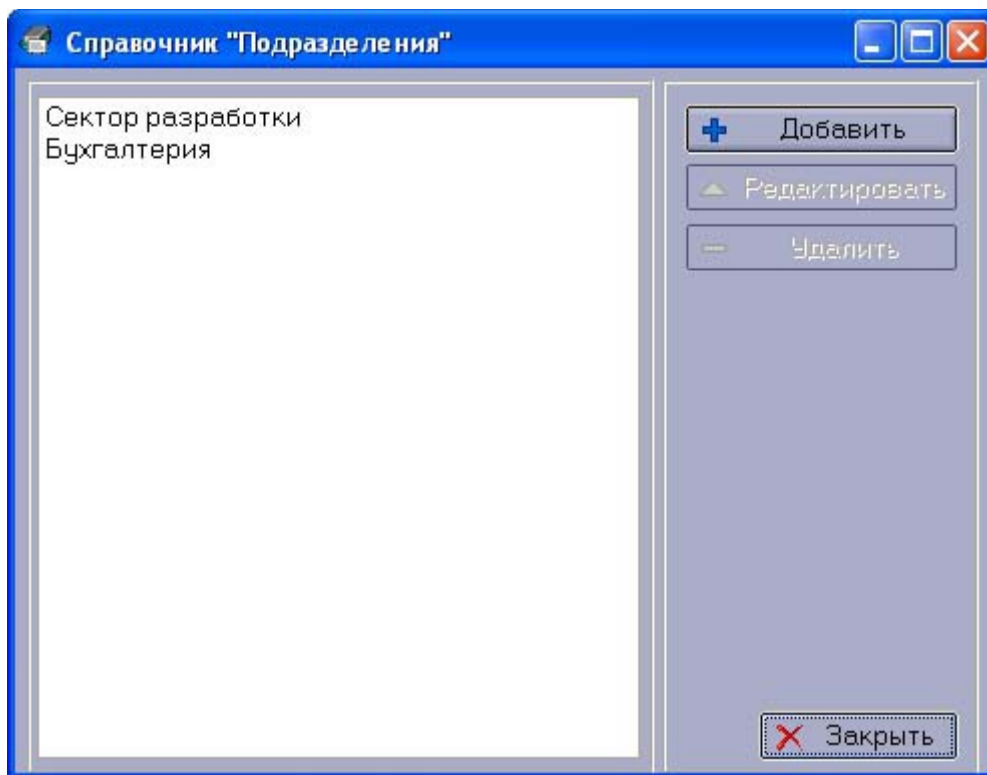 Справочник "Подразделения"
Сектор разработки
Бухгалтерия
Добавить
Редактировать
Удалить
Закрыть